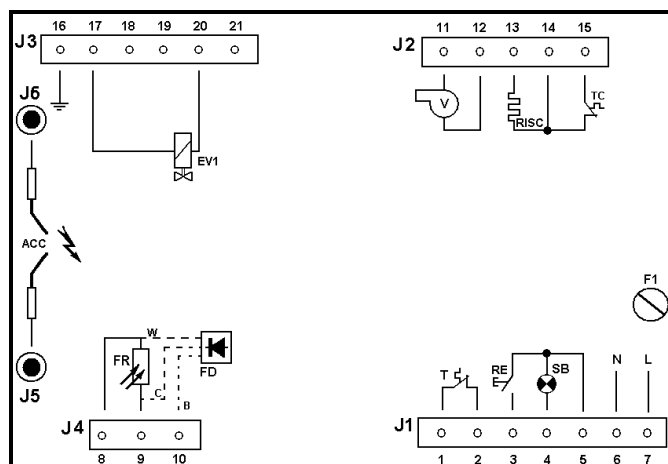 16 17 18 19 20 21
J3
11 12 13 14 15
J2
J6
V
RISC
TC
EV1
ACC
F1
W
FR
FD
C
B
J5
T
RE
SB
N L
J4
8 9 10
J1
1 2 3 4 5 6 7